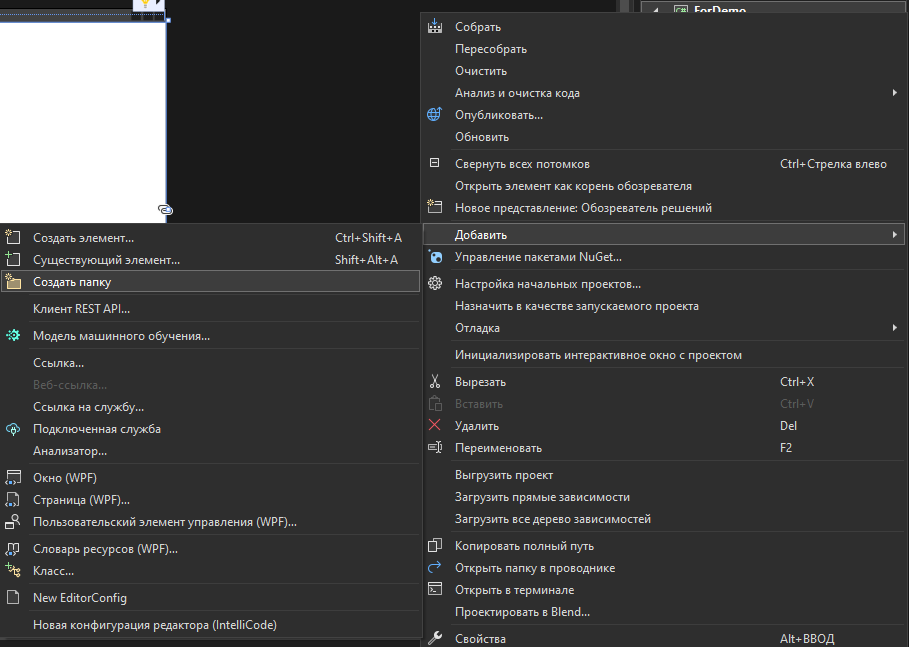 ForDemo
Собрать
Пересобрать
Очистить
Анализ и очистка кода
Опубликовать...
Обновить
Свернуть всех потомков Ctrl+Стрелка влево
Открыть элемент как корень обозревателя
Новое представление: Обозреватель решений
Добавить
Управление пакетами NuGet...
Настройка начальных проектов...
Назначить в качестве запускаемого проекта
Отладка
Инициализировать интерактивное окно с проектом
Вырезать Ctrl+X
Вставить Ctrl+V
Удалить Del
Переименовать F2
Выгрузить проект
Загрузить прямые зависимости
Загрузить все дерево зависимостей
Копировать полный путь
Открыть папку в проводнике
Открыть в терминале
Проектировать в Blend...
Свойства Alt+ВВОД
Создать элемент... Ctrl+Shift+A
Существующий элемент... Shift+Alt+A
Создать папку
Клиент REST API...
Модель машинного обучения...
Ссылка...
Веб-ссылка...
Ссылка на службу...
Подключенная служба
Анализатор...
Окно (WPF)
Страница (WPF)...
Пользовательский элемент управления (WPF)...
Словарь ресурсов (WPF)...
Класс...
New EditorConfig
Новая конфигурация редактора (IntelliCode)